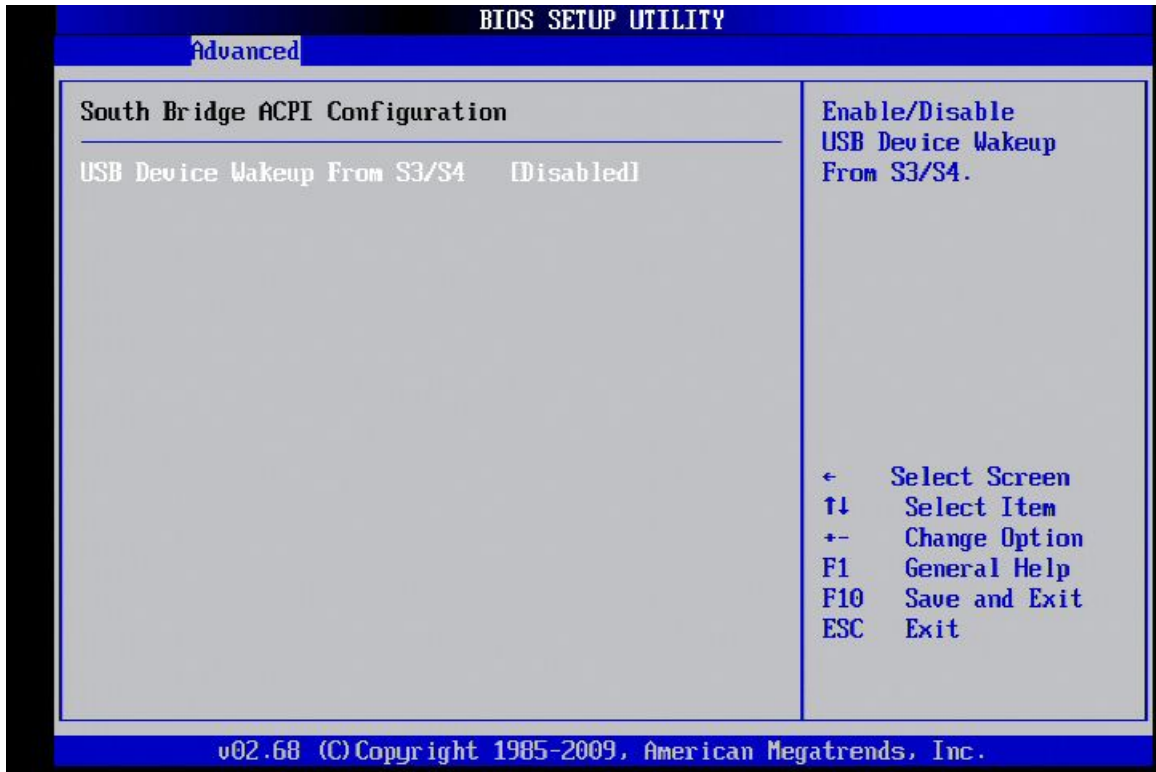 BIOS SETUP UTILITY
Advanced
South Bridge ACPI Configuration
USB Device Wakeup From S3/S4 [Disabled]
Enable/Disable
USB Device Wakeup
From S3/S4.
← Select Screen
↑↓ Select Item
+- Change Option
F1 General Help
F10 Save and Exit
ESC Exit
v02.68 (C)Copyright 1985-2009, American Megatrends, Inc.